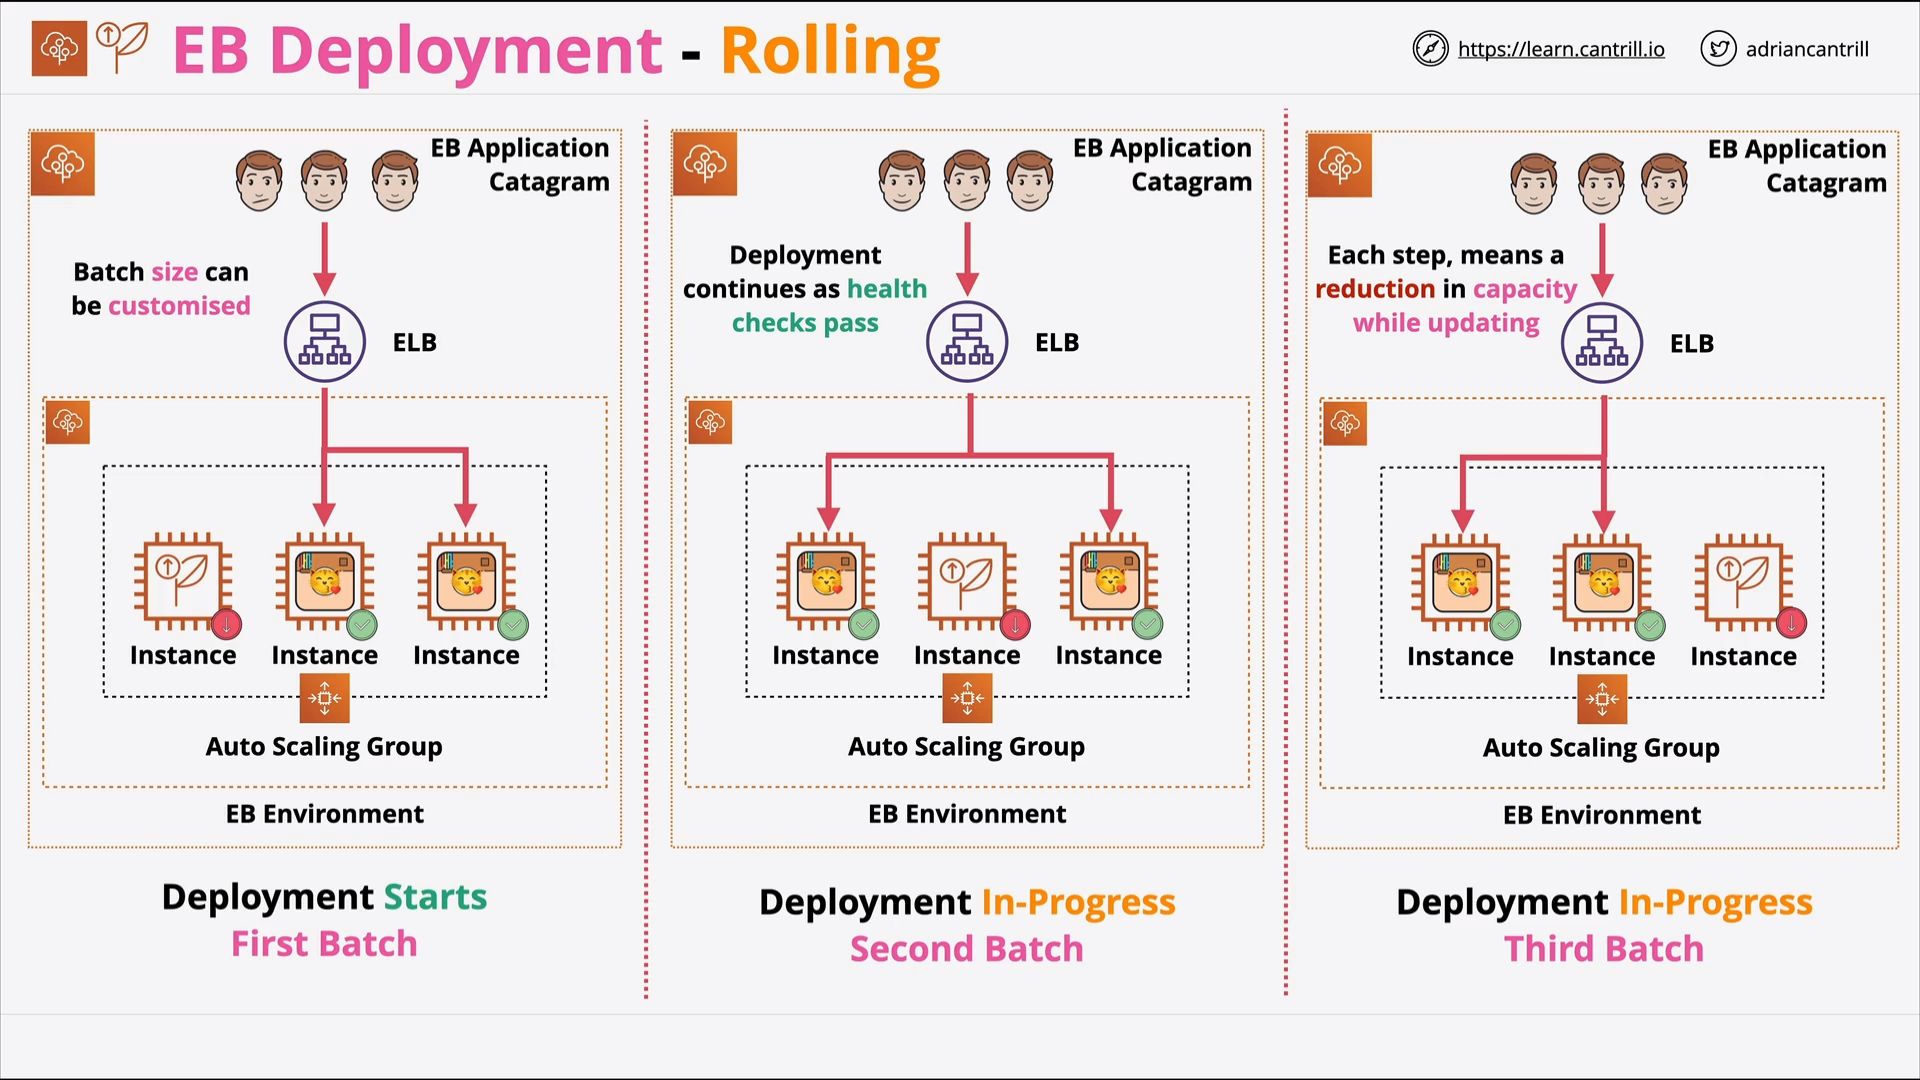 EB Deployment - Rolling
https://learn.cantrill.io
adriancantrill
EB Application
Catagram
Batch size can
be customised
ELB
Instance
Instance
Instance
Auto Scaling Group
EB Environment
Deployment Starts
First Batch
EB Application
Catagram
Deployment
continues as health
checks pass
ELB
Instance
Instance
Instance
Auto Scaling Group
EB Environment
Deployment In-Progress
Second Batch
EB Application
Catagram
Each step, means a
reduction in capacity
while updating
ELB
Instance
Instance
Instance
Auto Scaling Group
EB Environment
Deployment In-Progress
Third Batch